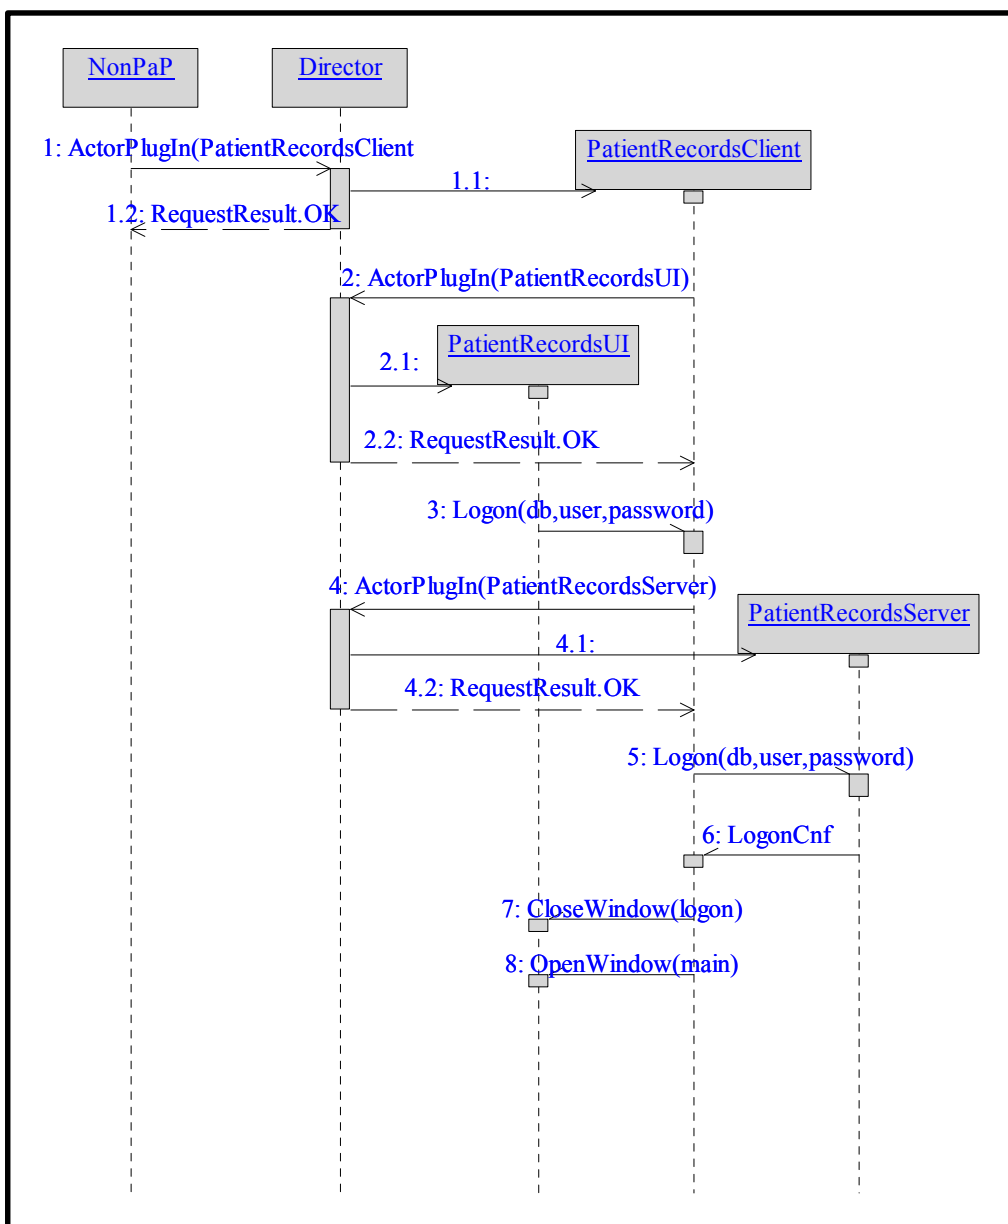 NonPaP
Director
1: ActorPlugIn(PatientRecordsClient
PatientRecordsClient
1.1:
1.2: RequestResult.OK
2: ActorPlugIn(PatientRecordsUI)
PatientRecordsUI
2.1:
2.2: RequestResult.OK
3: Logon(db,user,password)
4: ActorPlugIn(PatientRecordsServer)
PatientRecordsServer
4.1:
4.2: RequestResult.OK
5: Logon(db,user,password)
6: LogonCnf
7: CloseWindow(logon)
8: OpenWindow(main)